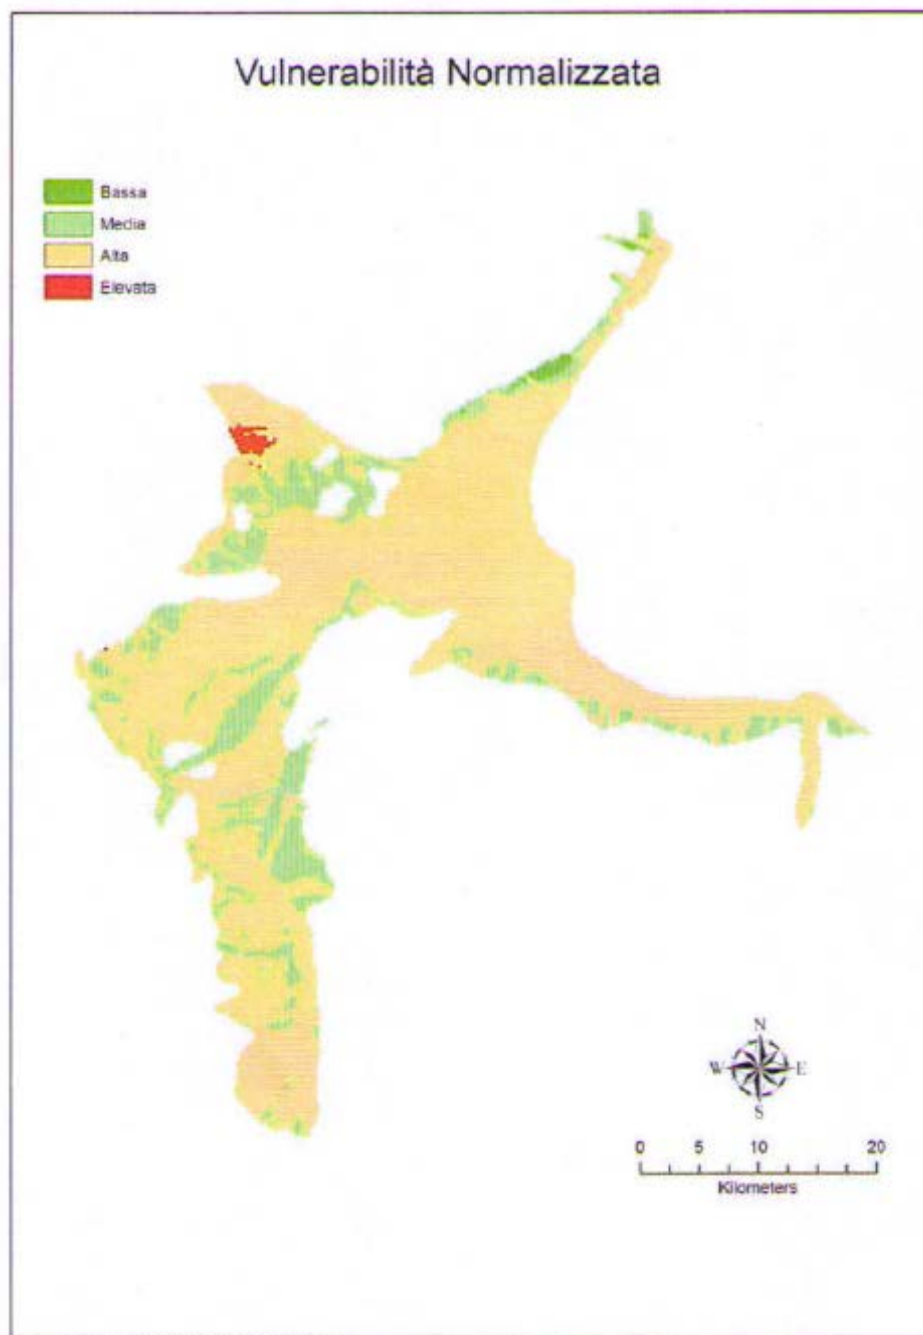 Vulnerabilità Normalizzata
Bassa
Media
Alta
Elevata
N
W E
S
0 5 10 20
Kilometers